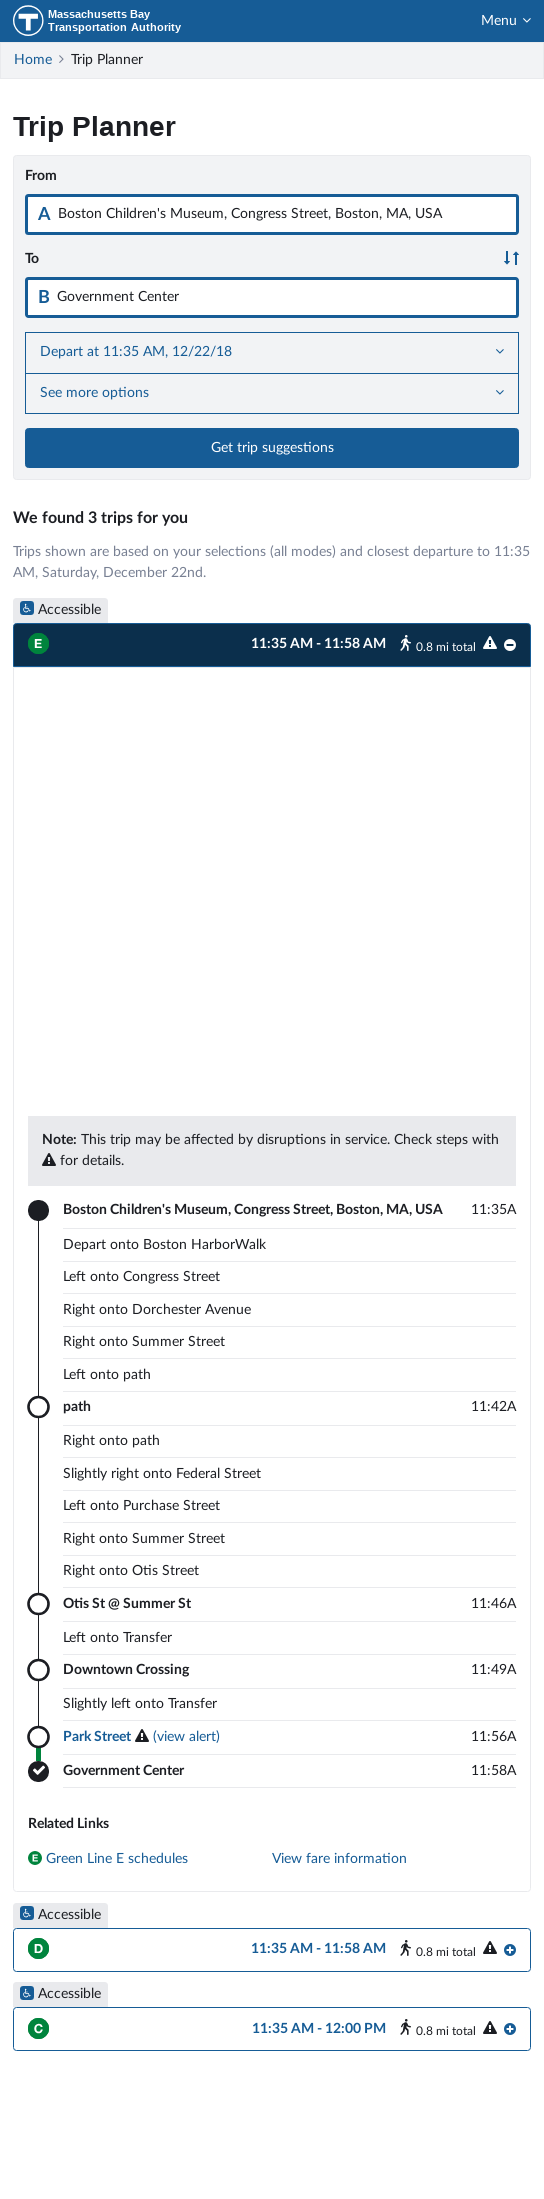 Massachusetts Bay
Transportation Authority
Menu
Home
Trip Planner
Trip Planner
From
A Boston Children's Museum, Congress Street, Boston, MA, USA
To
B Government Center
Depart at 11:35 AM, 12/22/18
See more options
Get trip suggestions
We found 3 trips for you
Trips shown are based on your selections (all modes) and closest departure to 11:35
AM, Saturday, December 22nd.
Accessible
E 11:35 AM - 11:58 AM 0.8 mi total
Note: This trip may be affected by disruptions in service. Check steps with
for details.
Boston Children's Museum, Congress Street, Boston, MA, USA 11:35A
Depart onto Boston HarborWalk
Left onto Congress Street
Right onto Dorchester Avenue
Right onto Summer Street
Left onto path
path 11:42A
Right onto path
Slightly right onto Federal Street
Left onto Purchase Street
Right onto Summer Street
Right onto Otis Street
Otis St @ Summer St 11:46A
Left onto Transfer
Downtown Crossing 11:49A
Slightly left onto Transfer
Park Street (view alert) 11:56A
Government Center 11:58A
Related Links
E Green Line E schedules View fare information
Accessible
D 11:35 AM - 11:58 AM 0.8 mi total
Accessible
C 11:35 AM - 12:00 PM 0.8 mi total